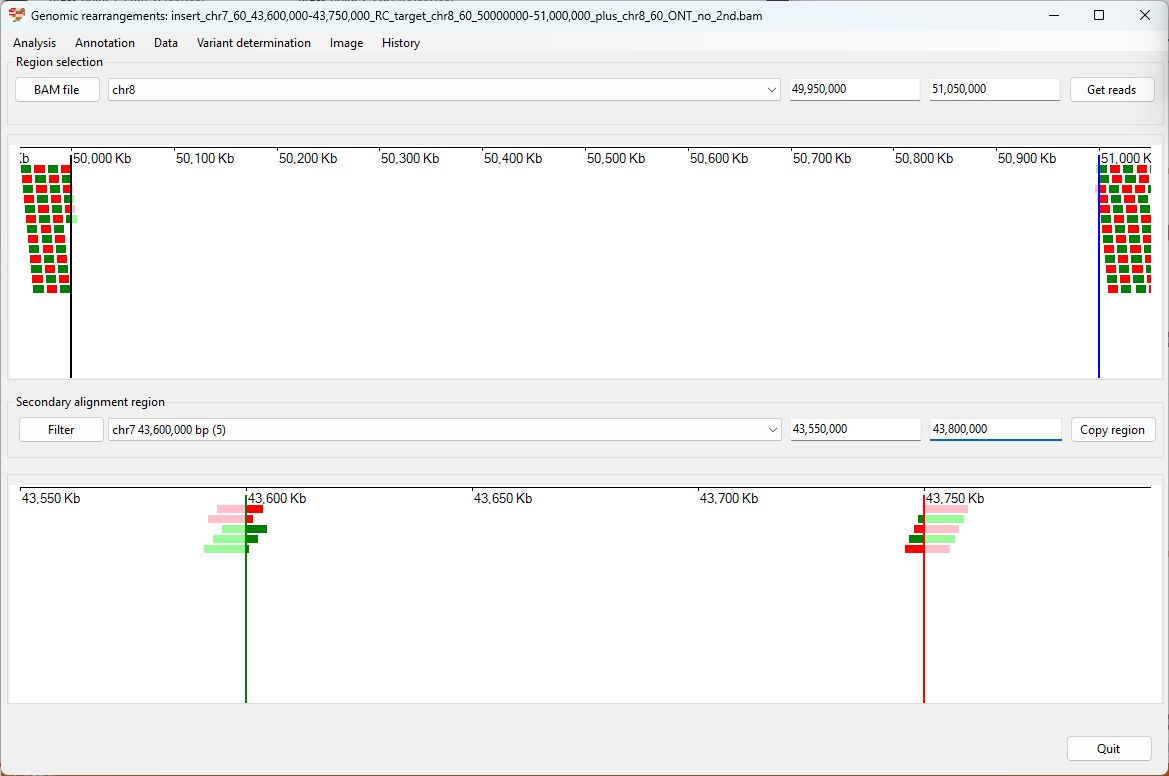 Genomic rearrangements: insert_chr7_60_43,600,000-43,750,000_RC_target_chr8_60_50000000-51,000,000_plus_chr8_60_ONT_no_2nd.bam
Analysis Annotation Data Variant determination Image History
Region selection
BAM file chr8 49,950,000 51,050,000 Get reads
50,000 Kb 50,100 Kb 50,200 Kb 50,300 Kb 50,400 Kb 50,500 Kb 50,600 Kb 50,700 Kb 50,800 Kb 50,900 Kb 51,000 K
Secondary alignment region
Filter chr7 43,600,000 bp (5) 43,550,000 43,800,000 Copy region
43,550 Kb 43,600 Kb 43,650 Kb 43,700 Kb 43,750 Kb
Quit